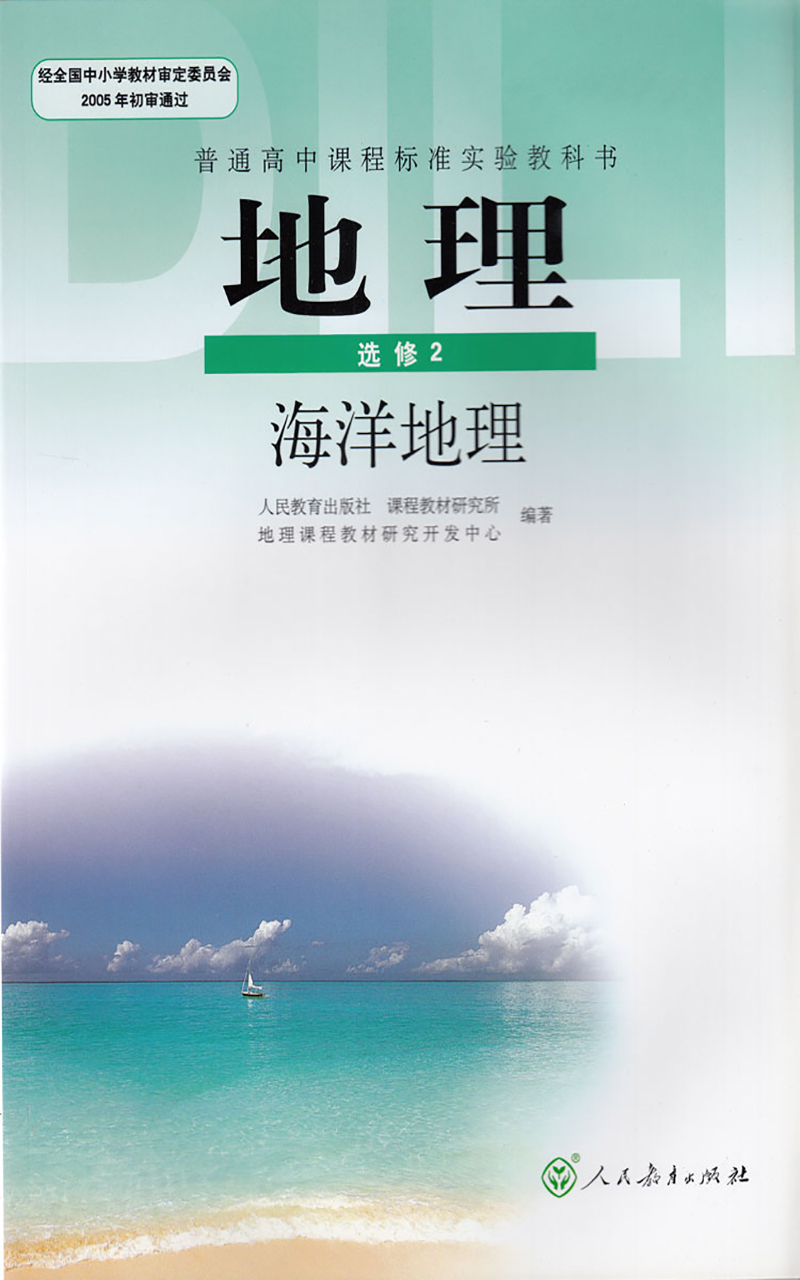 DILI
经全国中小学教材审定委员会
2005年初审通过
普通高中课程标准实验教科书
地理
选修2
海洋地理
人民教育出版社 课程教材研究所
地理课程教材研究开发中心
编著
®
人民教育出版社